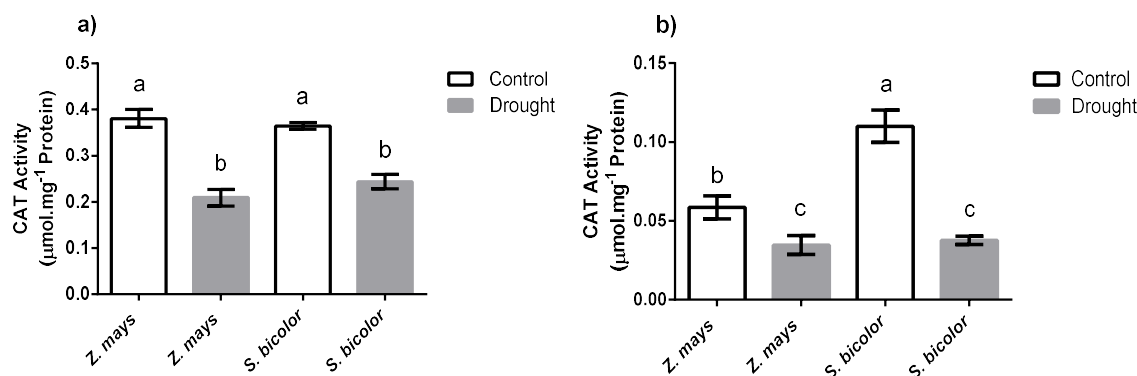 a)
CAT Activity
(μmol.mg⁻¹ Protein)
0.5
0.4
0.3
0.2
0.1
0.0
a
b
a
b
Z. mays
Z. mays
S. bicolor
S. bicolor
Control
Drought
b)
CAT Activity
(μmol.mg⁻¹ Protein)
0.15
0.10
0.05
0.00
b
c
a
c
Z. mays
Z. mays
S. bicolor
S. bicolor
Control
Drought